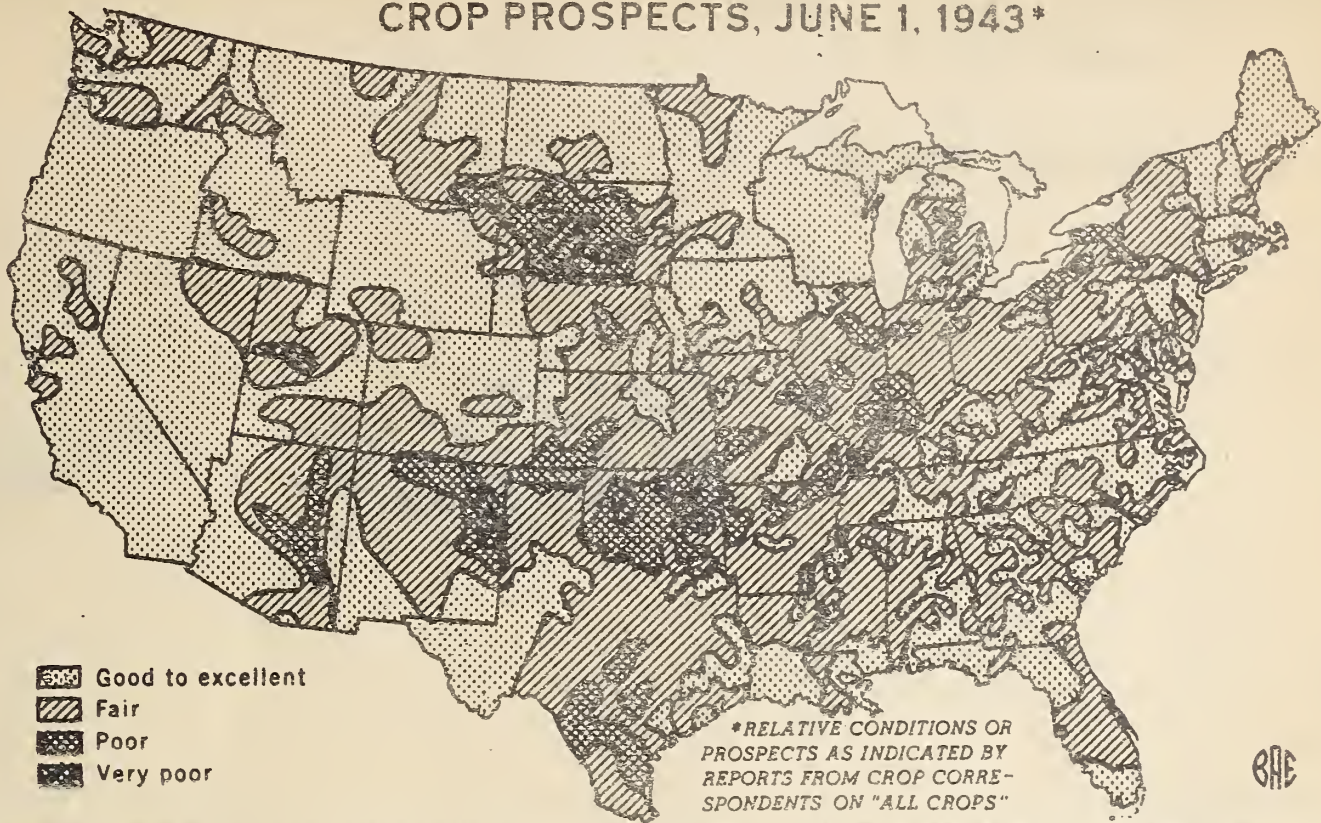 CROP PROSPECTS, JUNE 1, 1943*
Good to excellent
Fair
Poor
Very poor
*RELATIVE CONDITIONS OR
PROSPECTS AS INDICATED BY
REPORTS FROM CROP CORRE-
SPONDENTS ON "ALL CROPS"
BAE